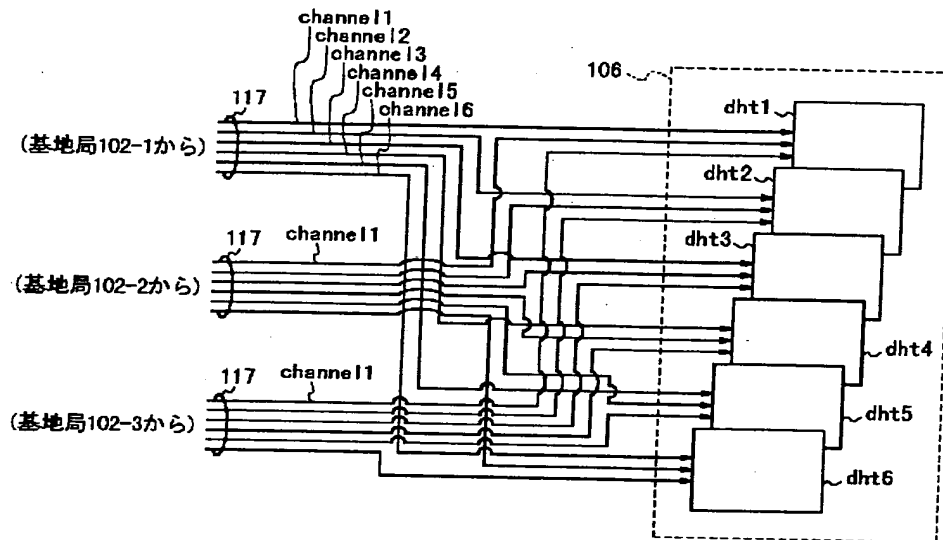 channel1
channel2
channel3
channel4
channel5
channel6
117
(基地局102-1から)
106
dht1
dht2
dht3
117
channel1
(基地局102-2から)
dht4
117
channel1
(基地局102-3から)
dht5
dht6